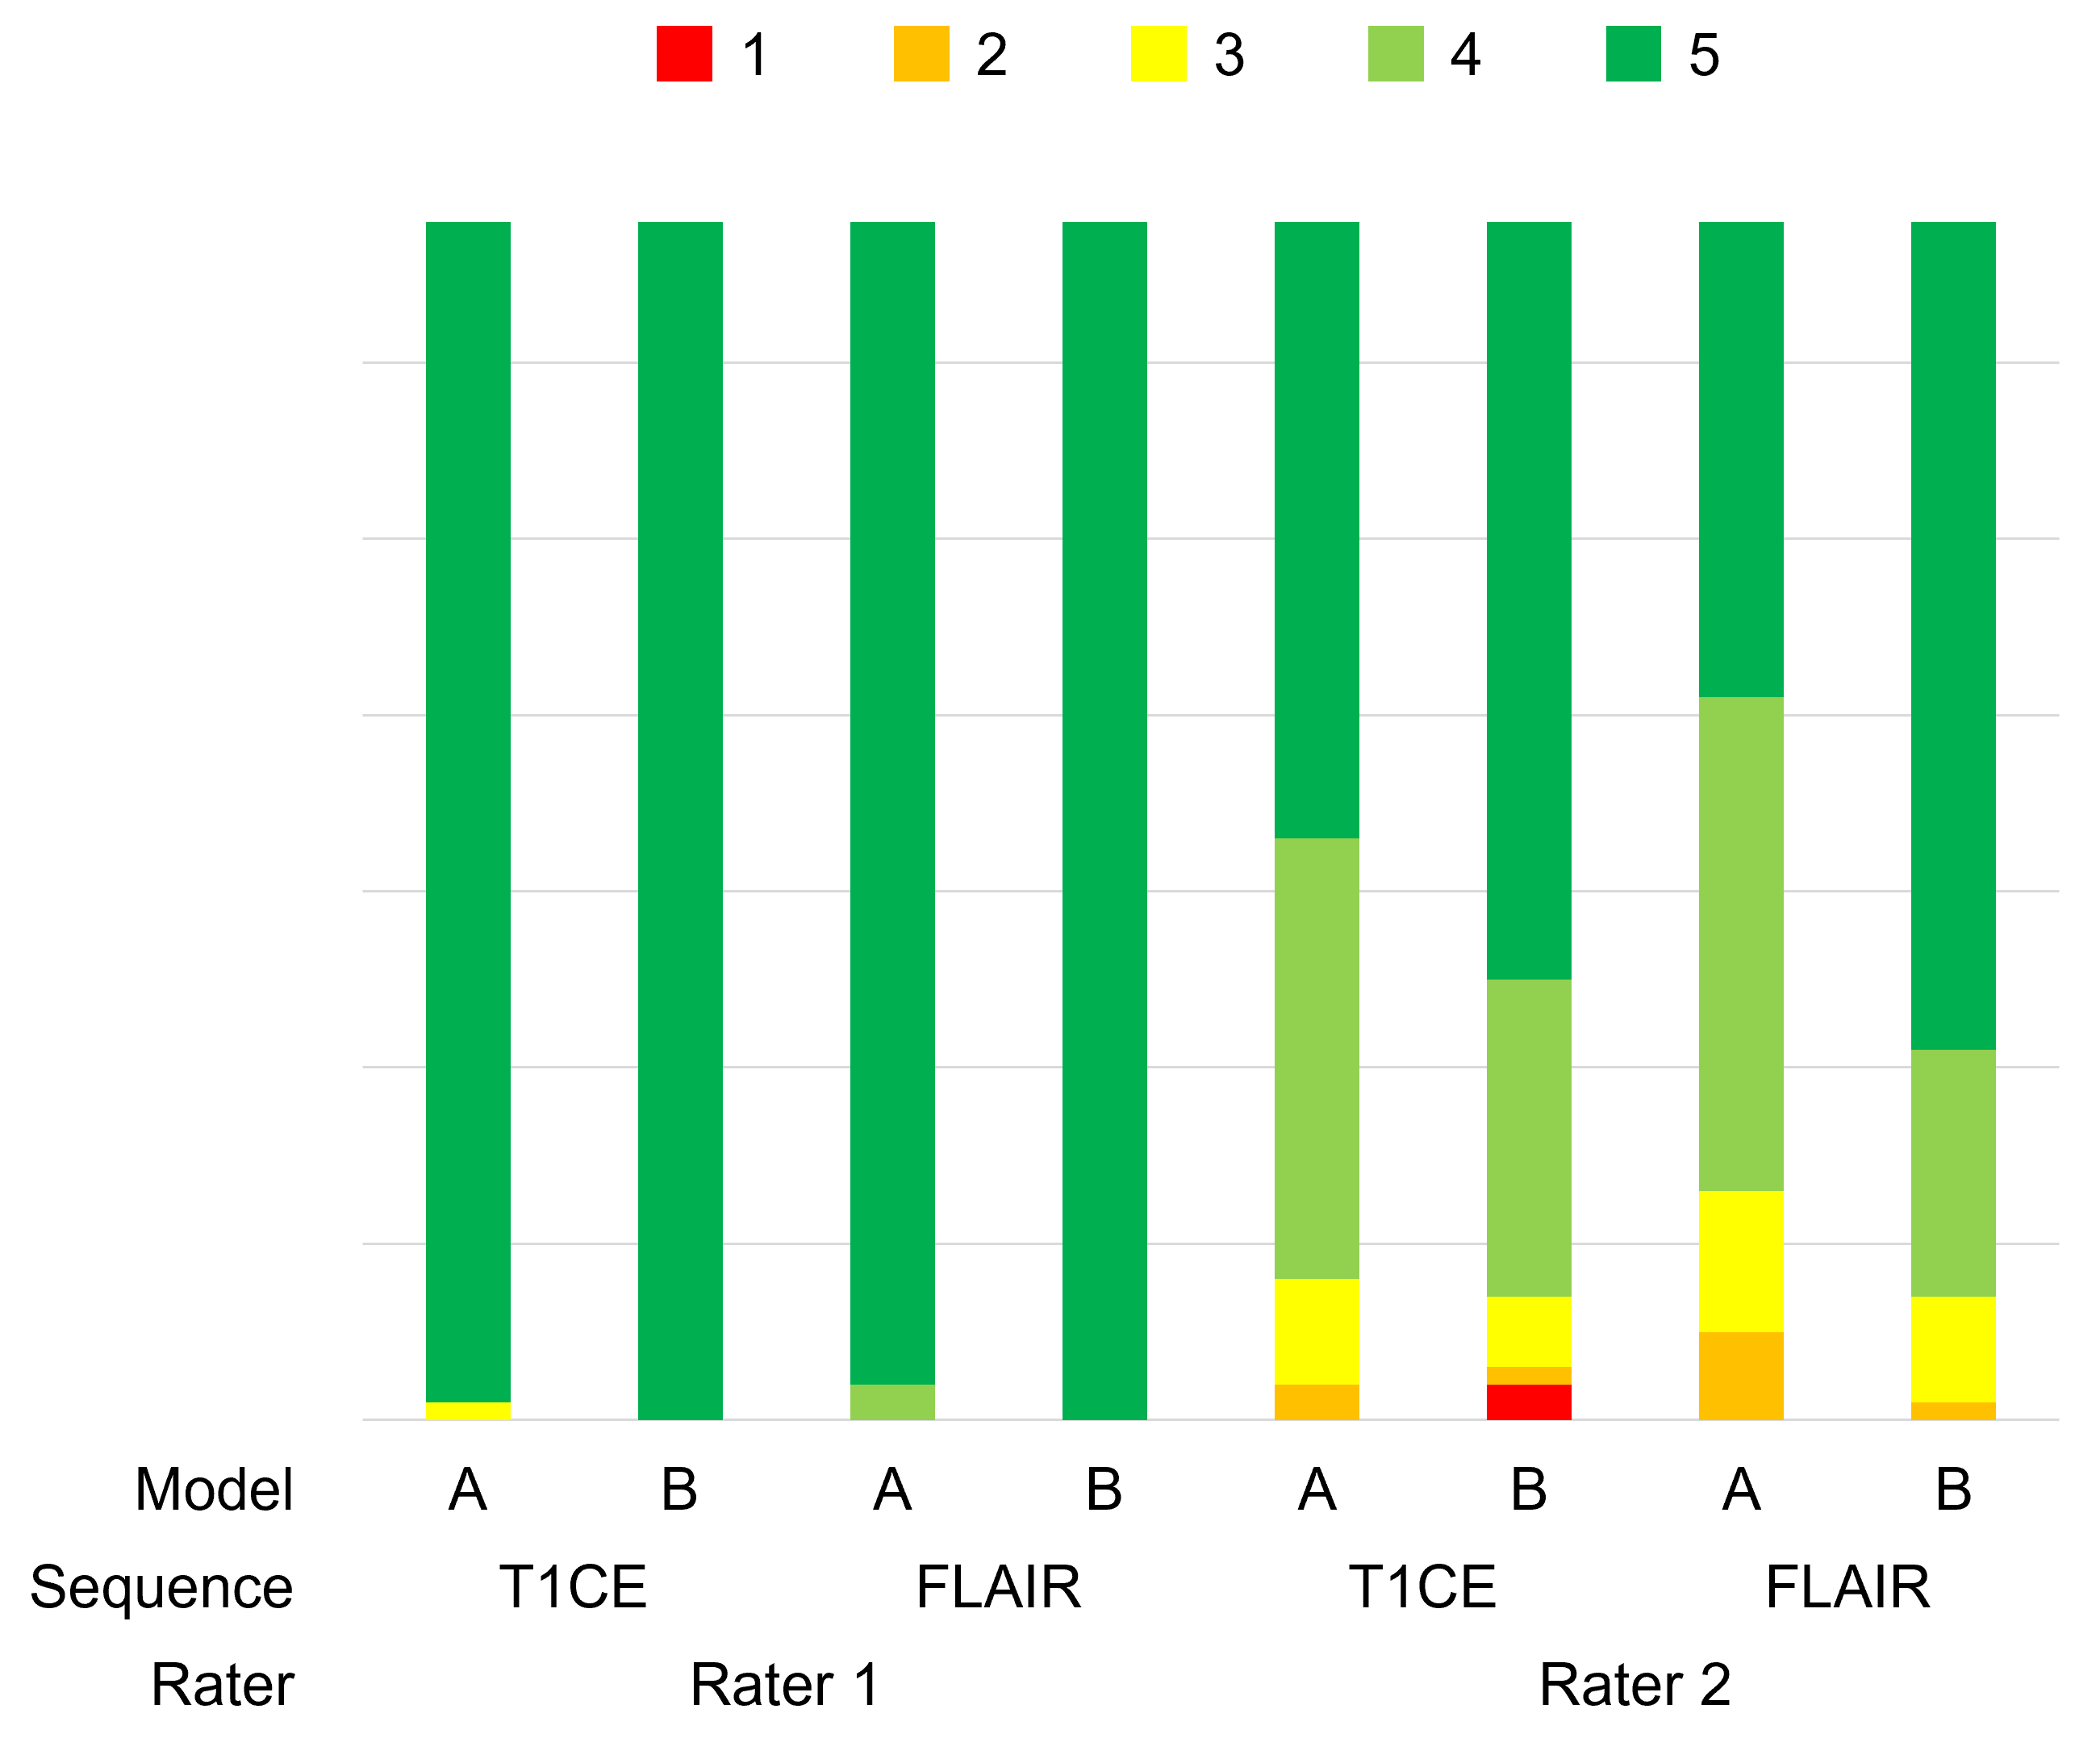 1 2 3 4 5
Model A B A B A B A B
Sequence T1CE FLAIR T1CE FLAIR
Rater Rater 1 Rater 2